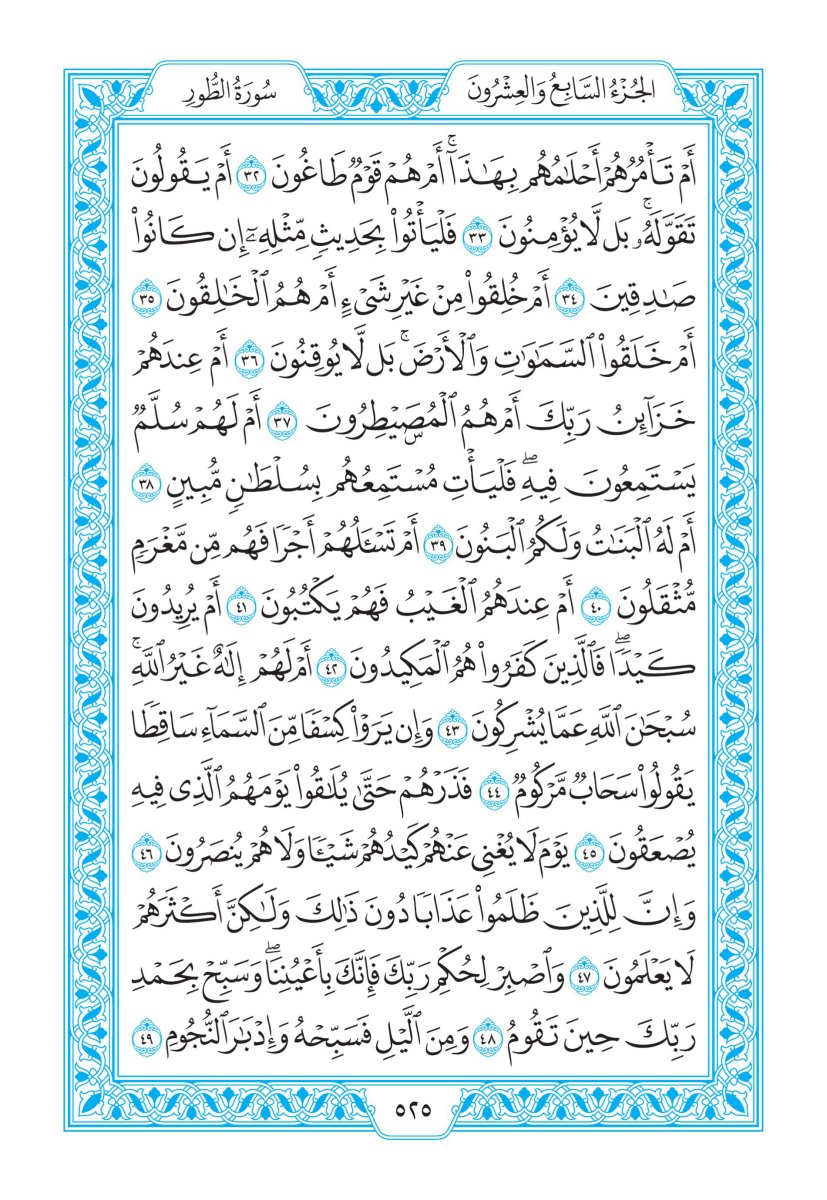 الجُزْءُ السَّابِعُ وَالعِشْرُونَ
سُورَةُ الطُّورِ
أَمْ تَأْمُرُهُمْ أَحْلَٰمُهُم بِهَٰذَآۚ أَمْ هُمْ قَوْمٌ طَاغُونَ ٣٢ أَمْ يَقُولُونَ
تَقَوَّلَهُۥۚ بَل لَّا يُؤْمِنُونَ ٣٣ فَلْيَأْتُوا۟ بِحَدِيثٍ مِّثْلِهِۦٓ إِن كَانُوا۟
صَٰدِقِينَ ٣٤ أَمْ خُلِقُوا۟ مِنْ غَيْرِ شَىْءٍ أَمْ هُمُ ٱلْخَٰلِقُونَ ٣٥
أَمْ خَلَقُوا۟ ٱلسَّمَٰوَٰتِ وَٱلْأَرْضَۚ بَل لَّا يُوقِنُونَ ٣٦ أَمْ عِندَهُمْ
خَزَآئِنُ رَبِّكَ أَمْ هُمُ ٱلْمُصَۣيْطِرُونَ ٣٧ أَمْ لَهُمْ سُلَّمٌ
يَسْتَمِعُونَ فِيهِۖ فَلْيَأْتِ مُسْتَمِعُهُم بِسُلْطَٰنٍ مُّبِينٍ ٣٨
أَمْ لَهُ ٱلْبَنَٰتُ وَلَكُمُ ٱلْبَنُونَ ٣٩ أَمْ تَسْـَٔلُهُمْ أَجْرًا فَهُم مِّن مَّغْرَمٍ
مُّثْقَلُونَ ٤٠ أَمْ عِندَهُمُ ٱلْغَيْبُ فَهُمْ يَكْتُبُونَ ٤١ أَمْ يُرِيدُونَ
كَيْدًاۖ فَٱلَّذِينَ كَفَرُوا۟ هُمُ ٱلْمَكِيدُونَ ٤٢ أَمْ لَهُمْ إِلَٰهٌ غَيْرُ ٱللَّهِۚ
سُبْحَٰنَ ٱللَّهِ عَمَّا يُشْرِكُونَ ٤٣ وَإِن يَرَوْا۟ كِسْفًا مِّنَ ٱلسَّمَآءِ سَاقِطًا
يَقُولُوا۟ سَحَابٌ مَّرْكُومٌ ٤٤ فَذَرْهُمْ حَتَّىٰ يُلَٰقُوا۟ يَوْمَهُمُ ٱلَّذِى فِيهِ
يُصْعَقُونَ ٤٥ يَوْمَ لَا يُغْنِى عَنْهُمْ كَيْدُهُمْ شَيْـًٔا وَلَا هُمْ يُنصَرُونَ ٤٦
وَإِنَّ لِلَّذِينَ ظَلَمُوا۟ عَذَابًا دُونَ ذَٰلِكَ وَلَٰكِنَّ أَكْثَرَهُمْ
لَا يَعْلَمُونَ ٤٧ وَٱصْبِرْ لِحُكْمِ رَبِّكَ فَإِنَّكَ بِأَعْيُنِنَاۖ وَسَبِّحْ بِحَمْدِ
رَبِّكَ حِينَ تَقُومُ ٤٨ وَمِنَ ٱلَّيْلِ فَسَبِّحْهُ وَإِدْبَٰرَ ٱلنُّجُومِ ٤٩
٥٢٥